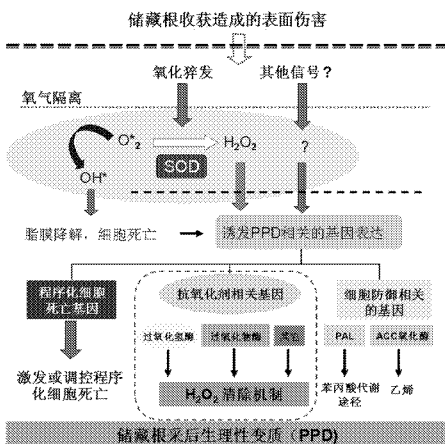 储藏根收获造成的表面伤害
氧化猝发
其他信号?
氧气隔离
O*₂
H₂O₂
?
SOD
OH*
脂膜降解,细胞死亡
诱发PPD相关的基因表达
程序化细胞
死亡基因
抗氧化剂相关基因
细胞防御相关
的基因
过氧化氢酶
过氧化物酶
其它
PAL
ACC氧化酶
激发或调控程序
化细胞死亡
H₂O₂ 清除机制
苯丙酸代谢
途径
乙烯
储藏根采后生理性变质(PPD)